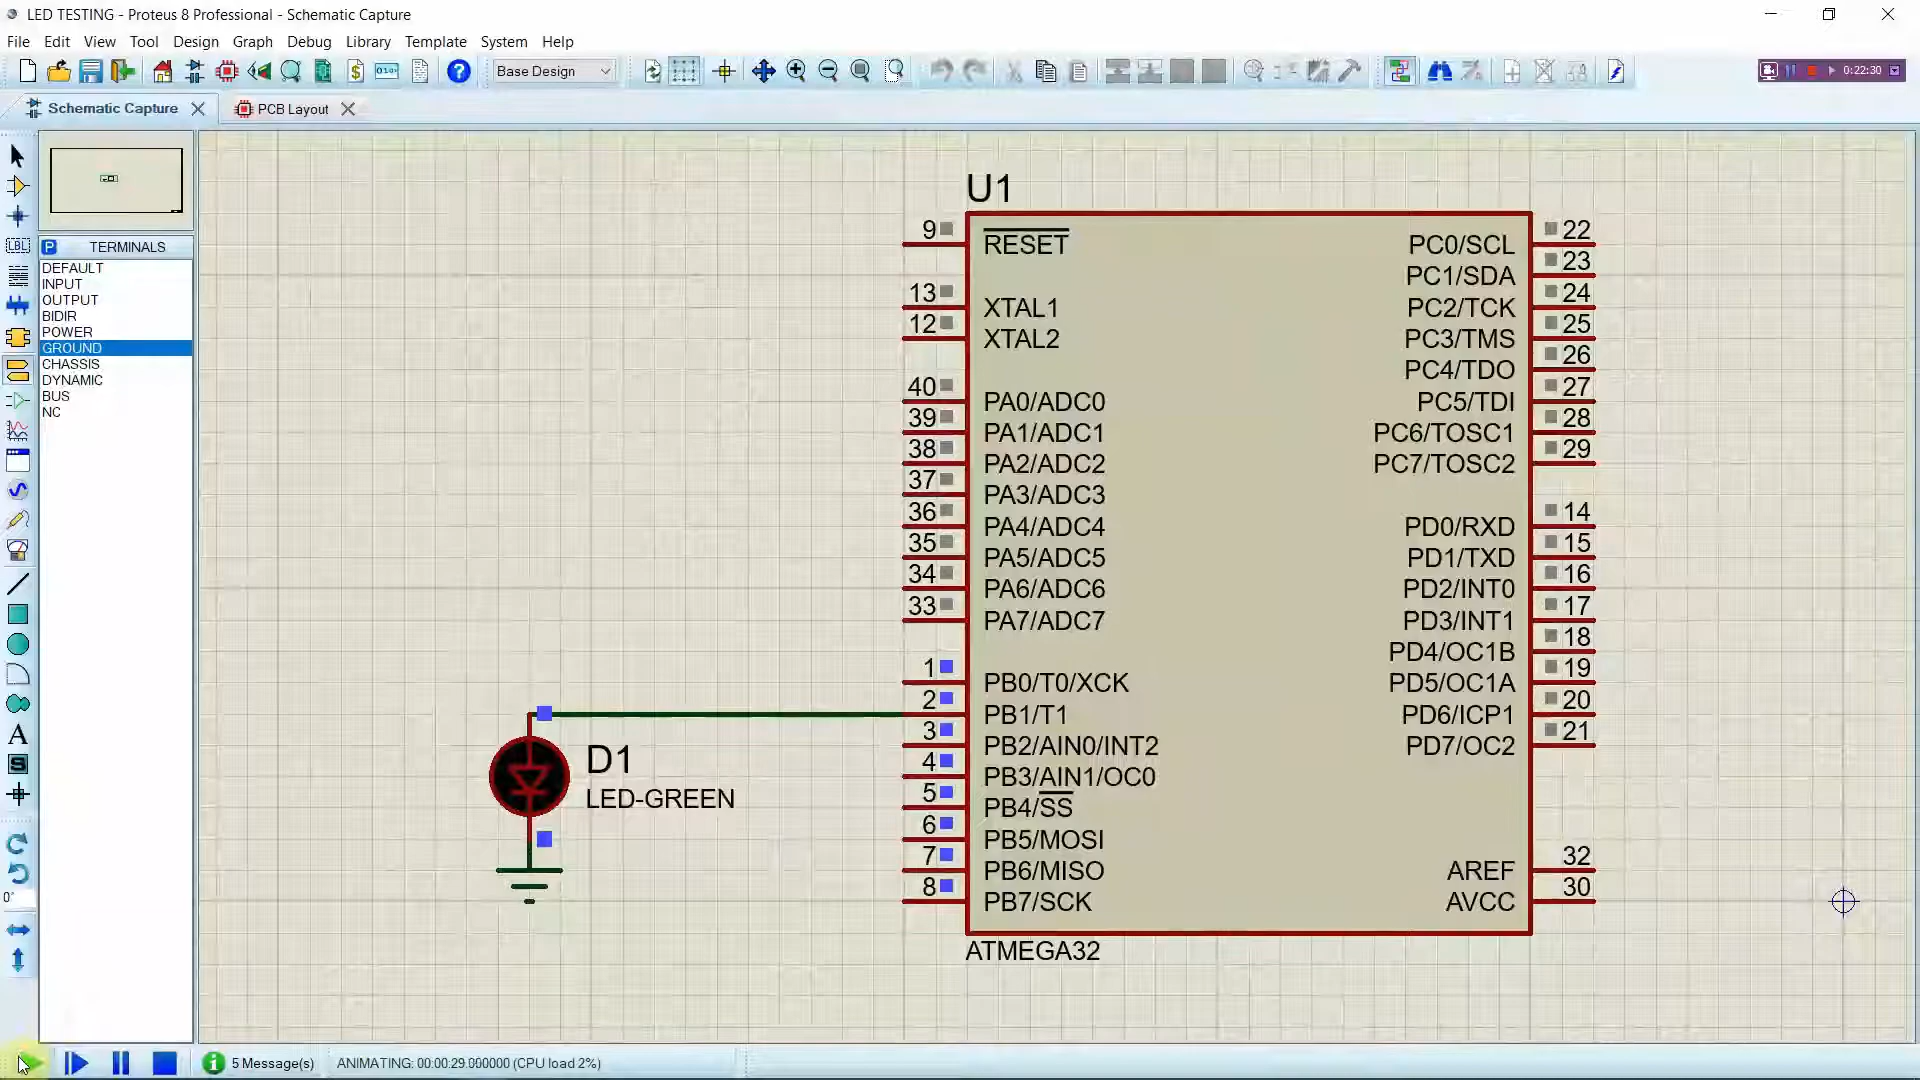 LED TESTING - Proteus 8 Professional - Schematic Capture
File Edit View Tool Design Graph Debug Library Template System Help
Base Design
0:22:30
Schematic Capture
PCB Layout
P TERMINALS
DEFAULT
INPUT
OUTPUT
BIDIR
POWER
GROUND
CHASSIS
DYNAMIC
BUS
NC
LBL
A
S
0°
U1
9 RESET
13 XTAL1
12 XTAL2
40 PA0/ADC0
39 PA1/ADC1
38 PA2/ADC2
37 PA3/ADC3
36 PA4/ADC4
35 PA5/ADC5
34 PA6/ADC6
33 PA7/ADC7
1 PB0/T0/XCK
2 PB1/T1
3 PB2/AIN0/INT2
4 PB3/AIN1/OC0
5 PB4/SS
6 PB5/MOSI
7 PB6/MISO
8 PB7/SCK
PC0/SCL 22
PC1/SDA 23
PC2/TCK 24
PC3/TMS 25
PC4/TDO 26
PC5/TDI 27
PC6/TOSC1 28
PC7/TOSC2 29
PD0/RXD 14
PD1/TXD 15
PD2/INT0 16
PD3/INT1 17
PD4/OC1B 18
PD5/OC1A 19
PD6/ICP1 20
PD7/OC2 21
AREF 32
AVCC 30
ATMEGA32
D1
LED-GREEN
5 Message(s)
ANIMATING: 00:00:29.000000 (CPU load 2%)